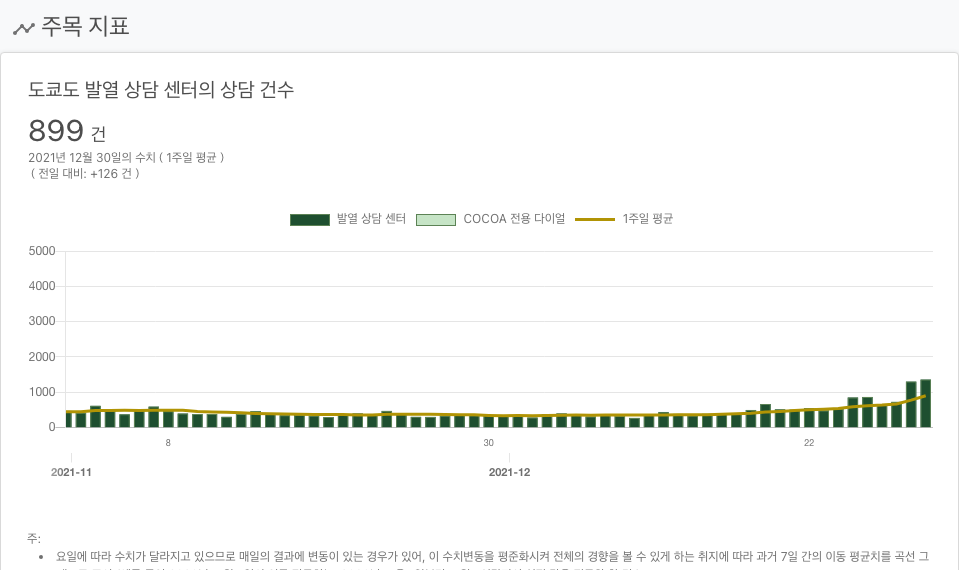 주목 지표
도쿄도 발열 상담 센터의 상담 건수
899 건
2021년 12월 30일의 수치 ( 1주일 평균 )
( 전일 대비: +126 건 )
발열 상담 센터 COCOA 전용 다이얼 1주일 평균
5000
4000
3000
2000
1000
0
8 30 22
2021-11 2021-12
주:
• 요일에 따라 수치가 달라지고 있으므로 매일의 결과에 변동이 있는 경우가 있어, 이 수치변동을 평준화시켜 전체의 경향을 볼 수 있게 하는 취지에 따라 과거 7일 간의 이동 평균치를 곡선 그